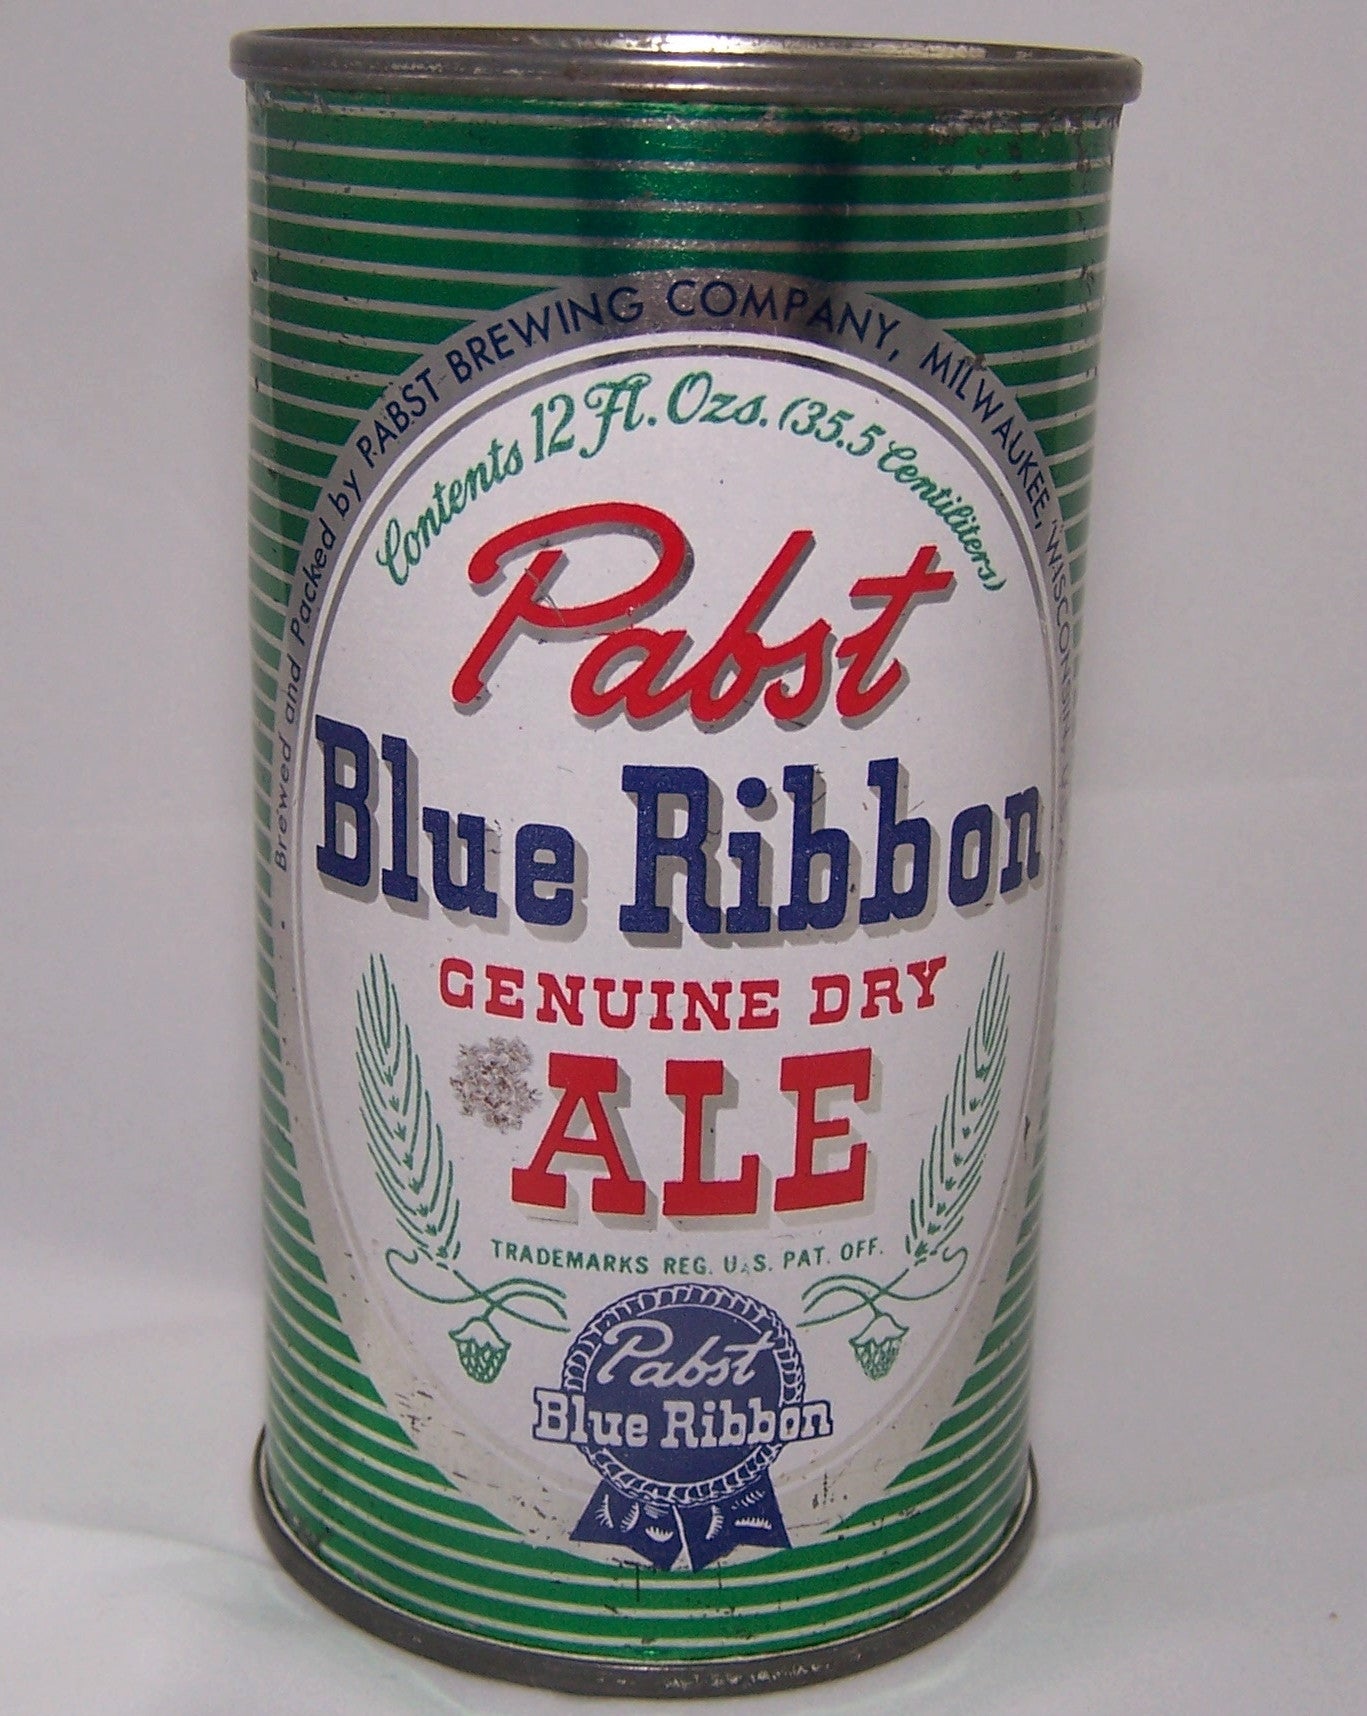 Brewed and Packed by PABST BREWING COMPANY, MILWAUKEE, WISCONSIN,
Contents 12 Fl. Ozs. (35.5 Centiliters)
Pabst
Blue Ribbon
GENUINE DRY
ALE
TRADEMARKS REG. U.S. PAT. OFF.
Pabst
Blue Ribbon